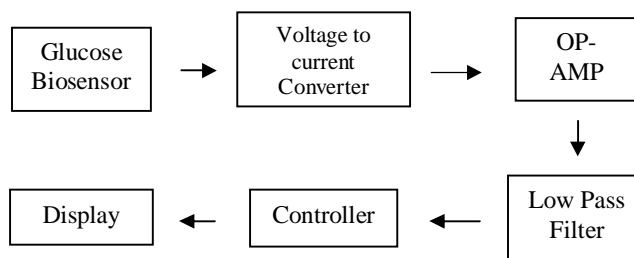 Glucose
Biosensor
Voltage to
current
Converter
OP-
AMP
Low Pass
Filter
Controller
Display